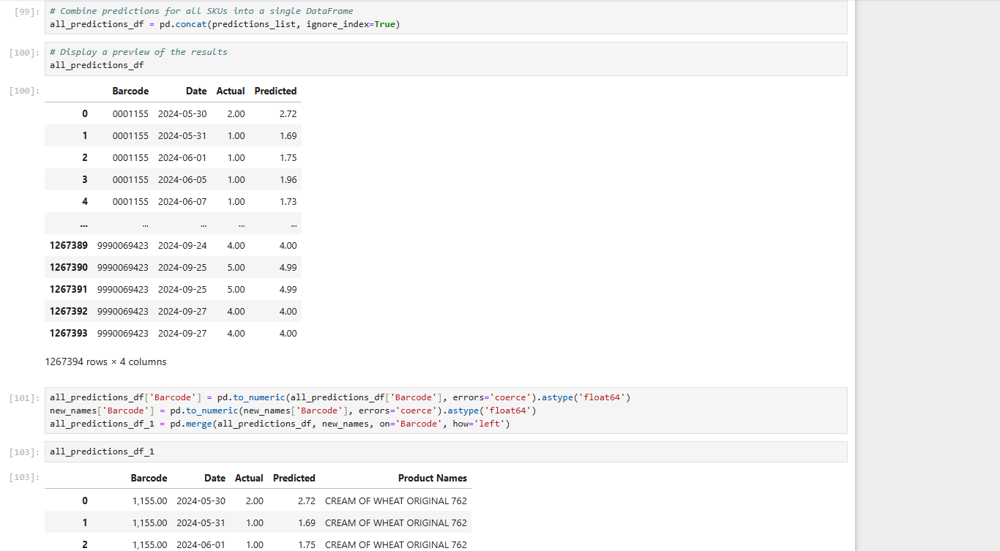 [99]: # Combine predictions for all SKUs into a single DataFrame
all_predictions_df = pd.concat(predictions_list, ignore_index=True)
[100]: # Display a preview of the results
all_predictions_df
[100]:
Barcode Date Actual Predicted
0 0001155 2024-05-30 2.00 2.72
1 0001155 2024-05-31 1.00 1.69
2 0001155 2024-06-01 1.00 1.75
3 0001155 2024-06-05 1.00 1.96
4 0001155 2024-06-07 1.00 1.73
... ... ... ... ...
1267389 9990069423 2024-09-24 4.00 4.00
1267390 9990069423 2024-09-25 5.00 4.99
1267391 9990069423 2024-09-25 5.00 4.99
1267392 9990069423 2024-09-27 4.00 4.00
1267393 9990069423 2024-09-27 4.00 4.00
1267394 rows × 4 columns
[101]: all_predictions_df['Barcode'] = pd.to_numeric(all_predictions_df['Barcode'], errors='coerce').astype('float64')
new_names['Barcode'] = pd.to_numeric(new_names['Barcode'], errors='coerce').astype('float64')
all_predictions_df_1 = pd.merge(all_predictions_df, new_names, on='Barcode', how='left')
[103]: all_predictions_df_1
[103]:
Barcode Date Actual Predicted Product Names
0 1,155.00 2024-05-30 2.00 2.72 CREAM OF WHEAT ORIGINAL 762
1 1,155.00 2024-05-31 1.00 1.69 CREAM OF WHEAT ORIGINAL 762
2 1,155.00 2024-06-01 1.00 1.75 CREAM OF WHEAT ORIGINAL 762